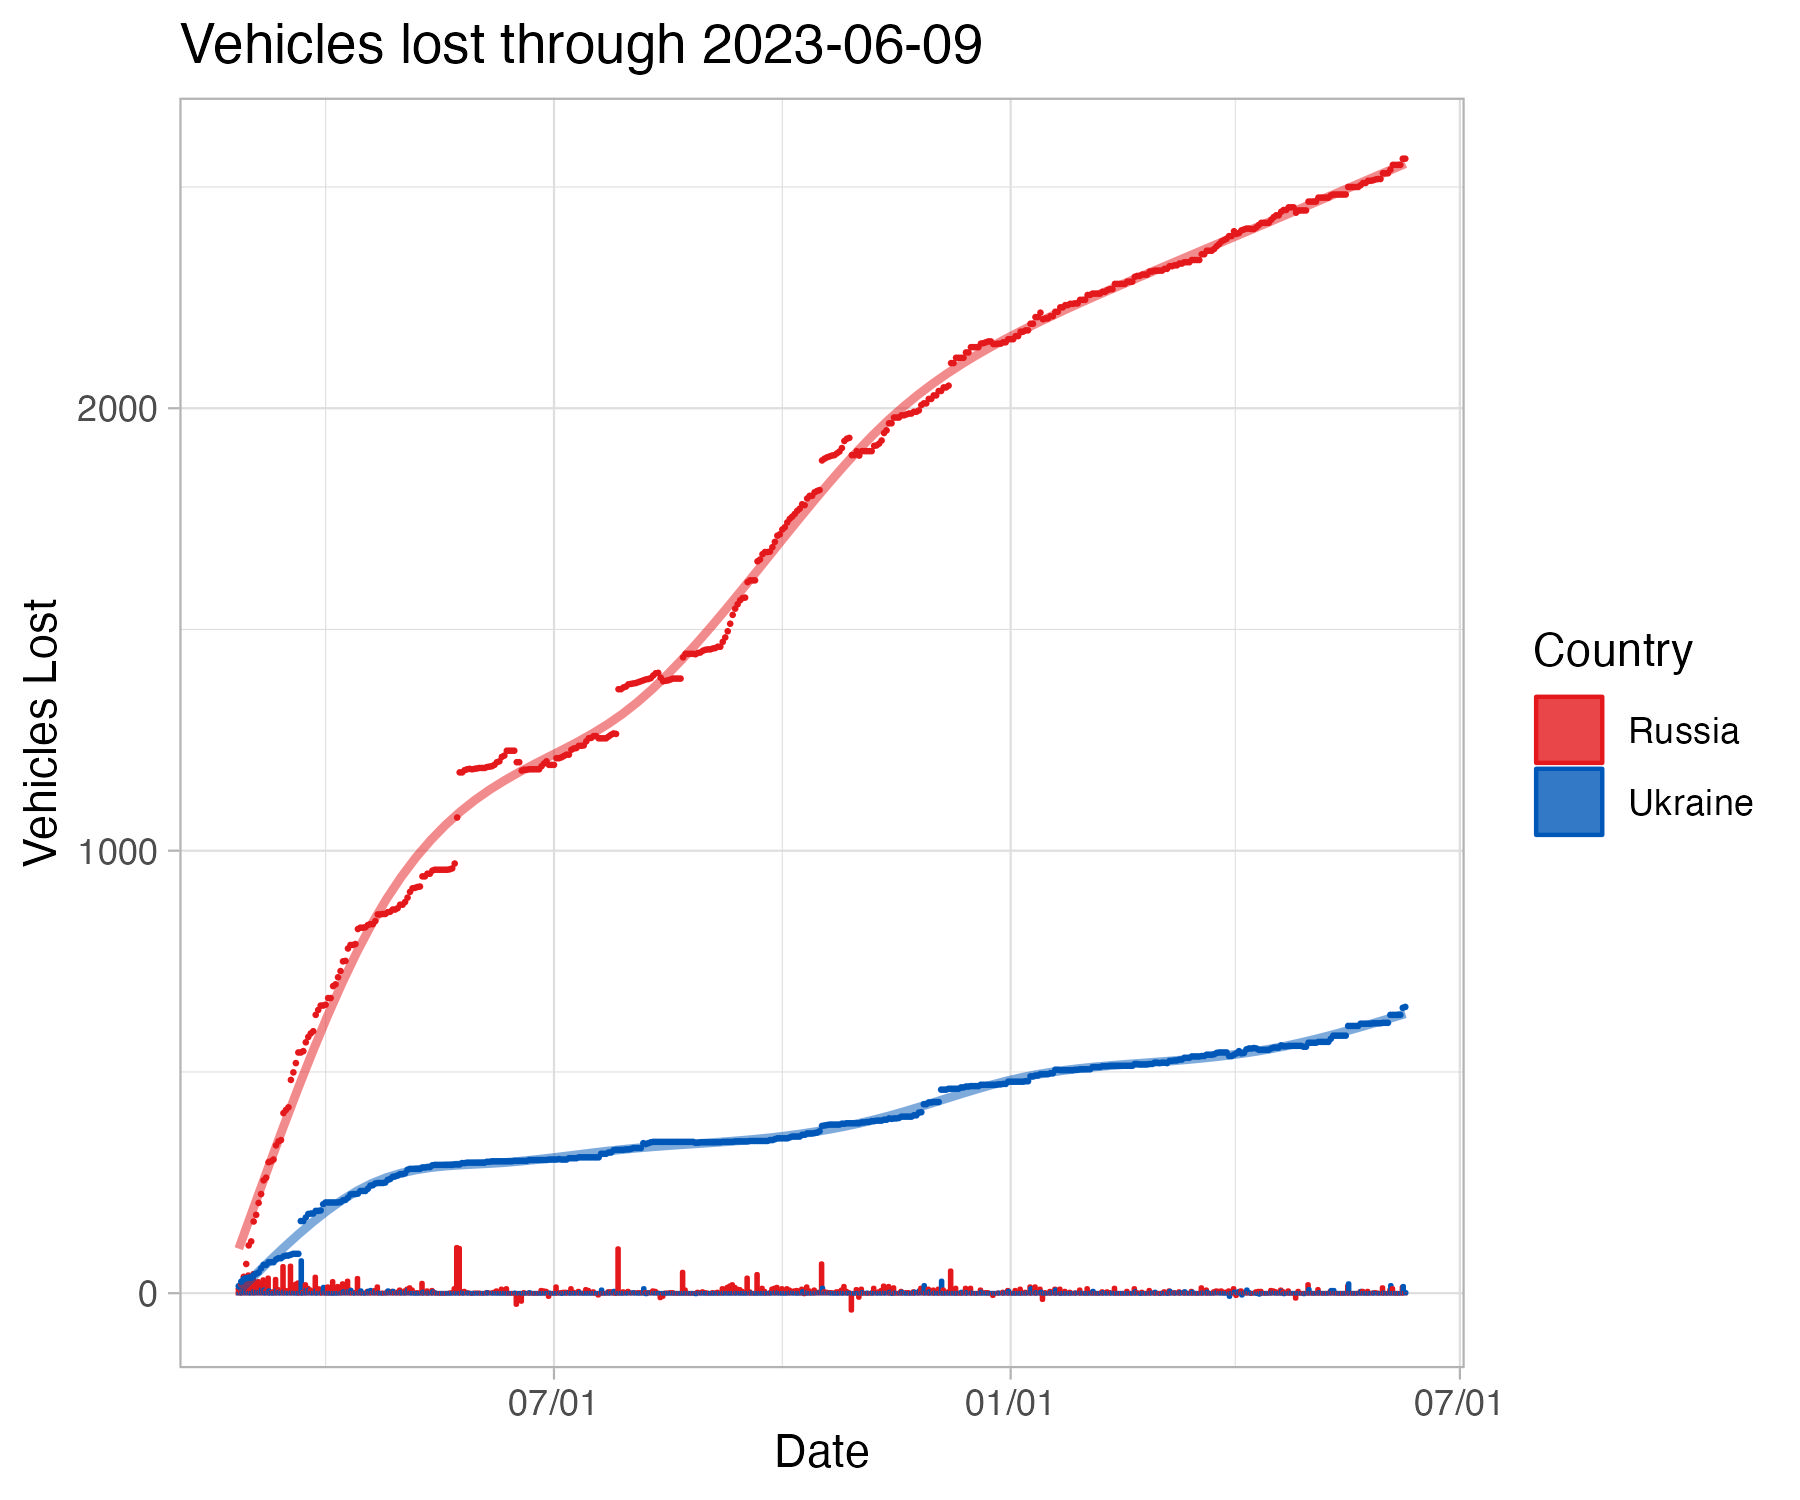 Vehicles lost through 2023-06-09
Vehicles Lost
2000
1000
0
07/01
01/01
07/01
Date
Country
Russia
Ukraine